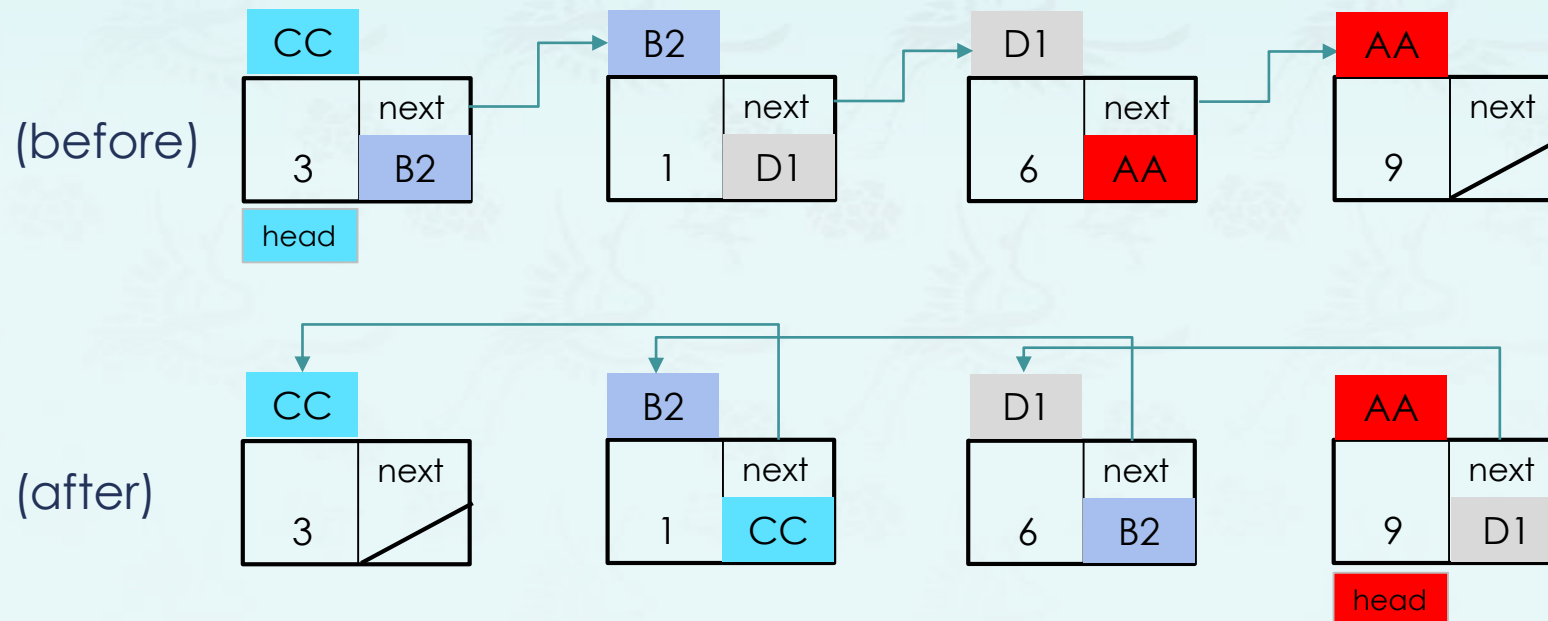 CC B2 D1 AA
next next next next
(before)
3 B2 1 D1 6 AA 9
head
CC B2 D1 AA
next next next next
(after)
3 1 CC 6 B2 9 D1
head